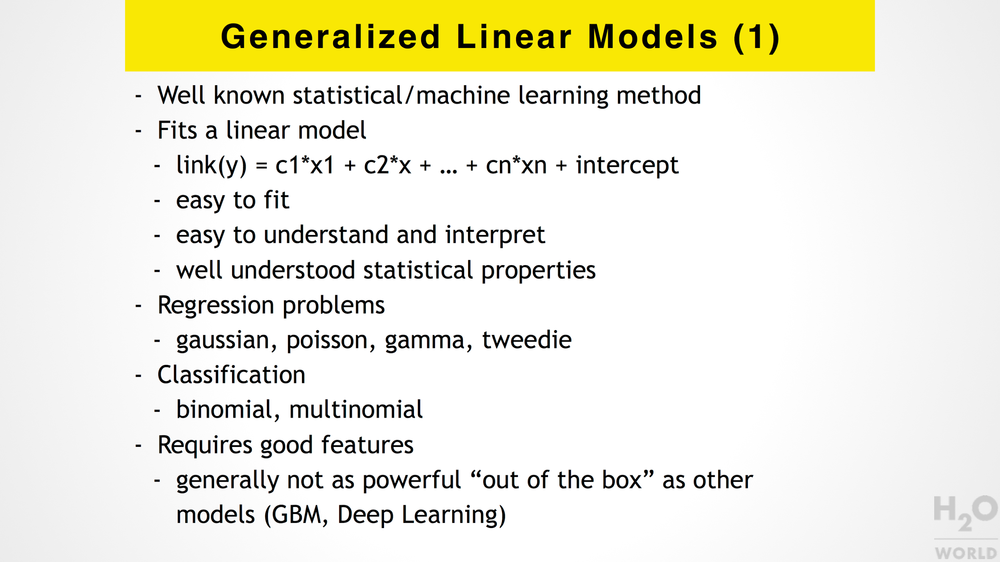 Generalized Linear Models (1)
- Well known statistical/machine learning method
- Fits a linear model
- link(y) = c1*x1 + c2*x + … + cn*xn + intercept
- easy to fit
- easy to understand and interpret
- well understood statistical properties
- Regression problems
- gaussian, poisson, gamma, tweedie
- Classification
- binomial, multinomial
- Requires good features
- generally not as powerful “out of the box” as other
models (GBM, Deep Learning)
H2O
WORLD